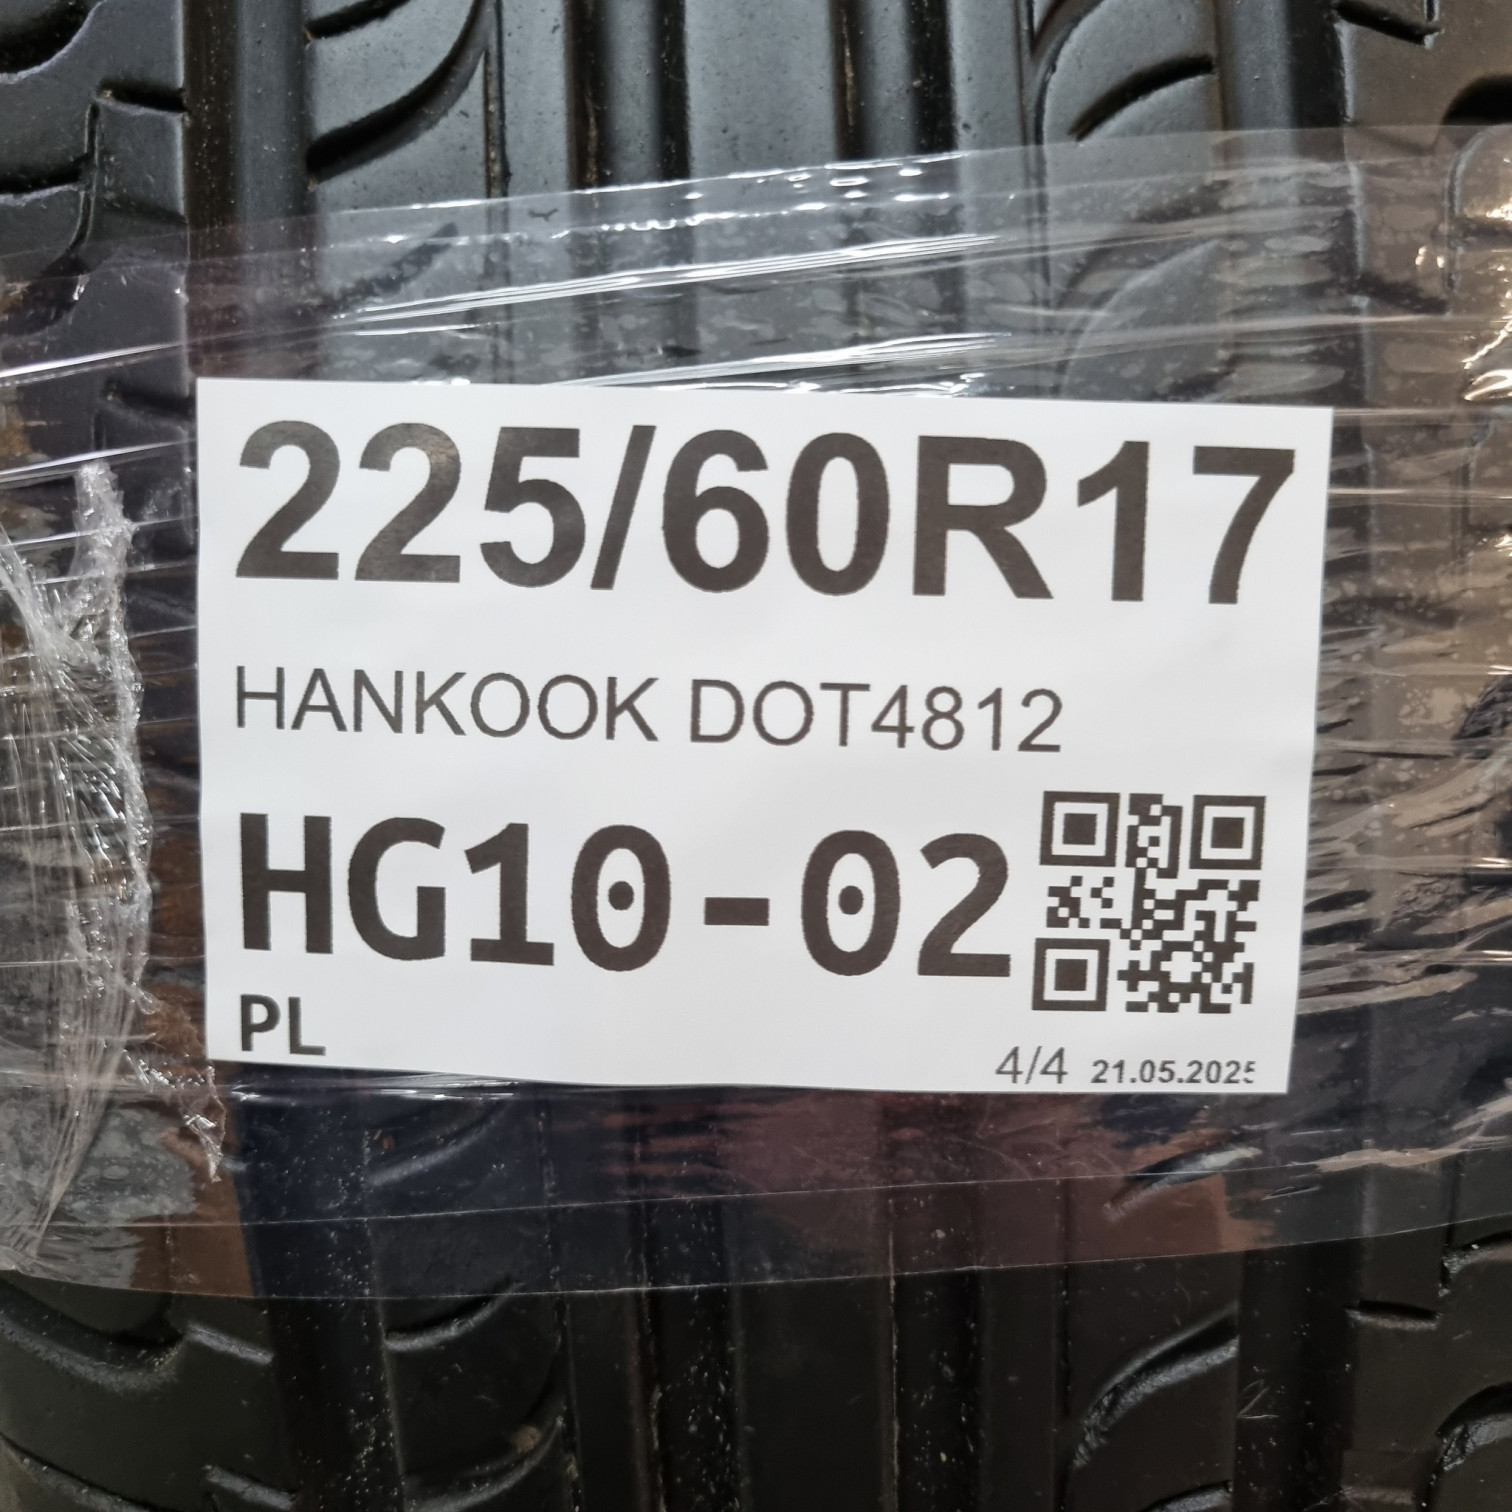 225/60R17
HANKOOK DOT4812
HG10-02
PL
4/4 21.05.2025